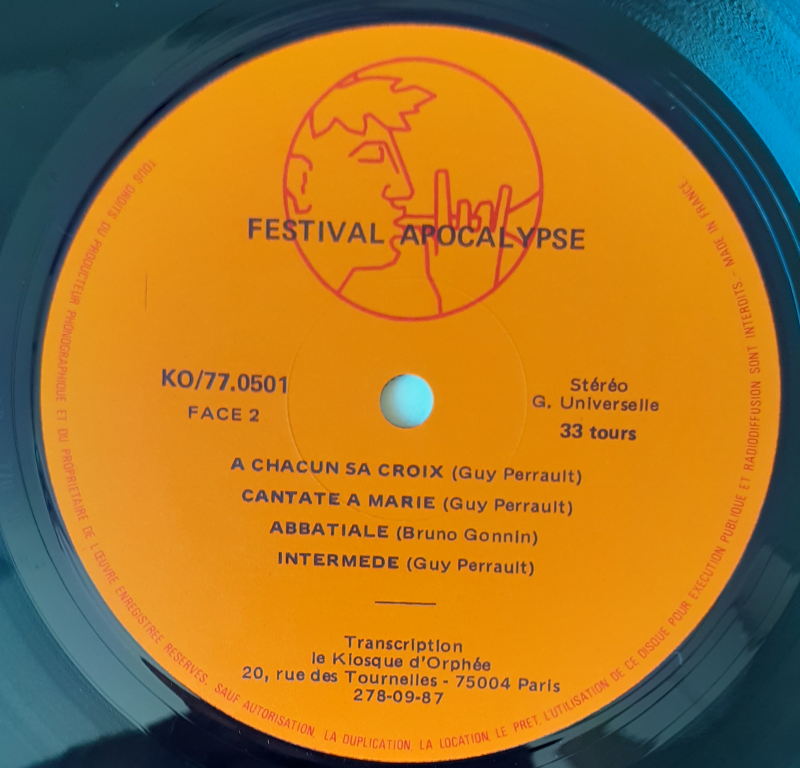 FESTIVAL APOCALYPSE
KO/77.0501
FACE 2
Stéréo
G. Universelle
33 tours
A CHACUN SA CROIX (Guy Perrault)
CANTATE A MARIE (Guy Perrault)
ABBATIALE (Bruno Gonnin)
INTERMEDE (Guy Perrault)
Transcription
le Kiosque d'Orphée
20, rue des Tournelles - 75004 Paris
278-09-87
TOUS DROITS DU PRODUCTEUR PHONOGRAPHIQUE ET DU PROPRIETAIRE DE L'ŒUVRE ENREGISTREE RESERVES. SAUF AUTORISATION, LA DUPLICATION, LA LOCATION, LE PRET, L'UTILISATION DE CE DISQUE POUR EXECUTION PUBLIQUE ET RADIODIFFUSION SONT INTERDITS - MADE IN FRANCE